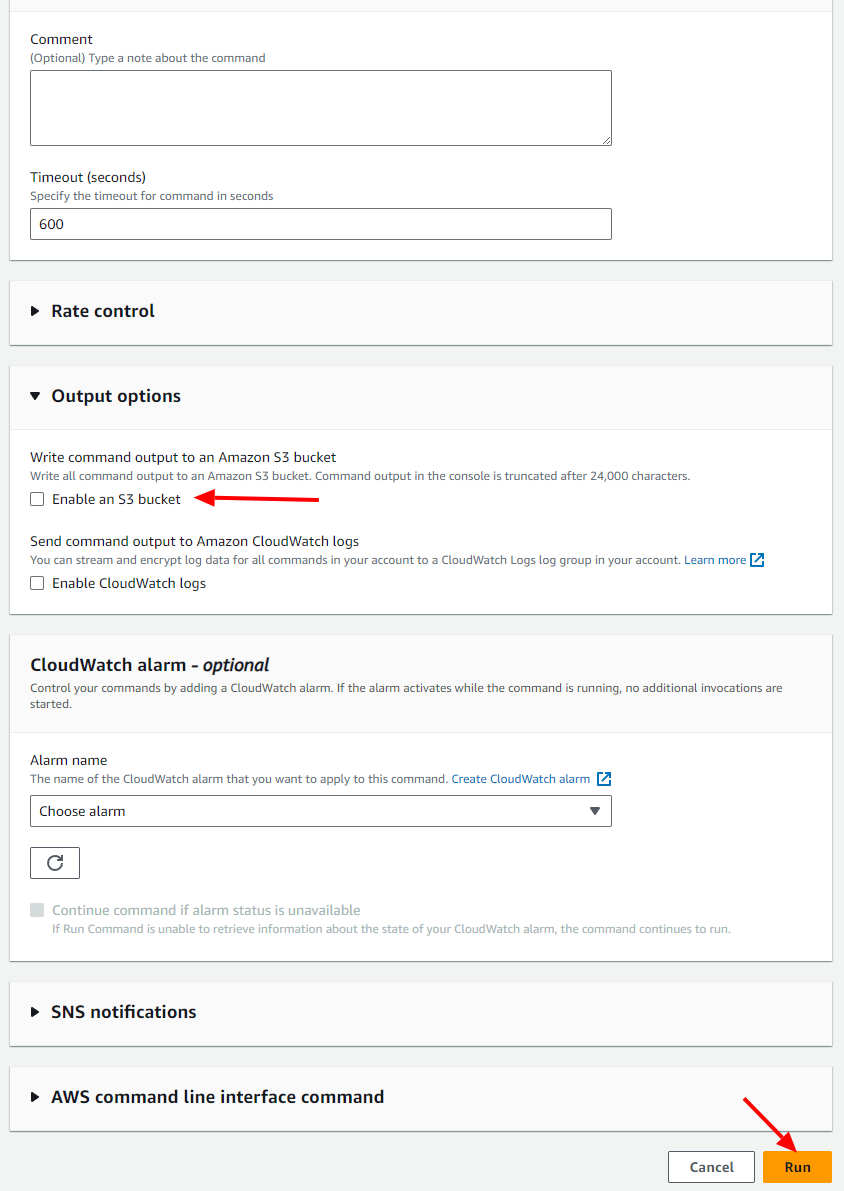 Comment
(Optional) Type a note about the command
Timeout (seconds)
Specify the timeout for command in seconds
600
Rate control
Output options
Write command output to an Amazon S3 bucket
Write all command output to an Amazon S3 bucket. Command output in the console is truncated after 24,000 characters.
Enable an S3 bucket
Send command output to Amazon CloudWatch logs
You can stream and encrypt log data for all commands in your account to a CloudWatch Logs log group in your account. Learn more
Enable CloudWatch logs
CloudWatch alarm - optional
Control your commands by adding a CloudWatch alarm. If the alarm activates while the command is running, no additional invocations are
started.
Alarm name
The name of the CloudWatch alarm that you want to apply to this command. Create CloudWatch alarm
Choose alarm
Continue command if alarm status is unavailable
If Run Command is unable to retrieve information about the state of your CloudWatch alarm, the command continues to run.
SNS notifications
AWS command line interface command
Cancel Run